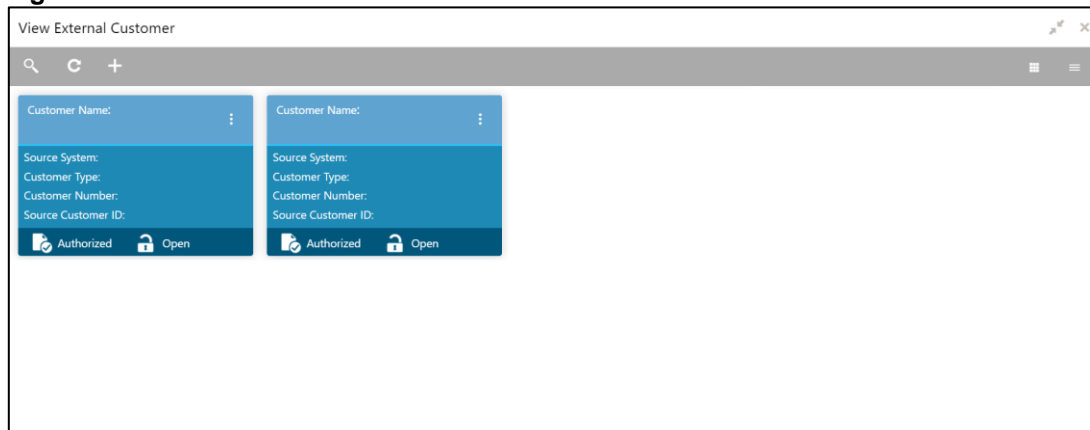 View External Customer
Customer Name:
Source System:
Customer Type:
Customer Number:
Source Customer ID:
Authorized Open
Customer Name:
Source System:
Customer Type:
Customer Number:
Source Customer ID:
Authorized Open